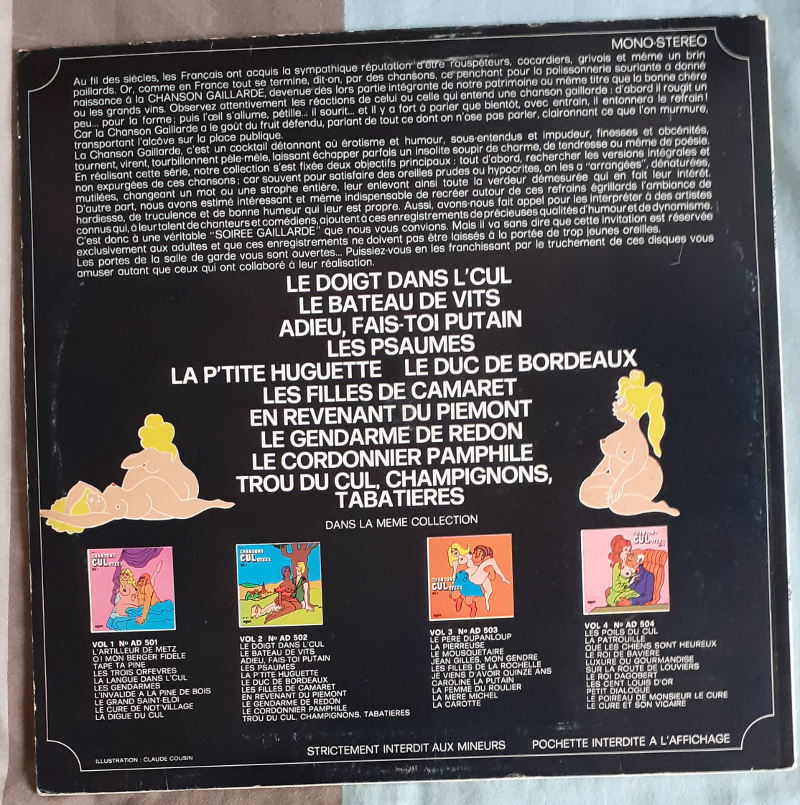 MONO-STEREO
Au fil des siècles, les Français ont acquis la sympathique réputation d'être rouspéteurs, cocardiers, grivois et même un brin
paillards. Or, comme en France tout se termine, dit-on, par des chansons, ce penchant pour la polissonnerie souriante a donné
naissance à la CHANSON GAILLARDE, devenue dès lors partie intégrante de notre patrimoine au même titre que la bonne chère
ou les grands vins. Observez attentivement les réactions de celui ou celle qui entend une chanson gaillarde : d'abord il rougit un
peu... pour la forme; puis l'œil s'allume, pétille... il sourit... et il y a fort à parler que bientôt, avec entrain, il entonnera le refrain !
Car la Chanson Gaillarde a le goût du fruit défendu, parlant de tout ce dont on n'ose pas parler, claironnant ce que l'on murmure,
transportant l'alcôve sur la place publique.
La Chanson Gaillarde, c'est un cocktail détonnant où érotisme et humour, sous-entendus et impudeur, finesses et obcénités,
tournent, virent, tourbillonnent pêle-mêle, laissant échapper parfois un insolite soupir de charme, de tendresse ou même de poésie.
En réalisant cette série, notre collection s'est fixée deux objectifs principaux : tout d'abord, rechercher les versions intégrales et
non expurgées de ces chansons, car souvent pour satisfaire des oreilles prudes ou hypocrites, on les a "arrangées", dénaturées,
mutilées, changeant un mot ou une strophe entière, leur enlevant ainsi toute la verdeur démesurée qui en fait leur intérêt.
D'autre part, nous avons estimé intéressant et même indispensable de recréer autour de ces refrains égrillards l'ambiance de
hardiesse, de truculence et de bonne humeur qui leur est propre. Aussi, avons-nous fait appel pour les interpréter à des artistes
connus qui, à leur talent de chanteurs et comédiens, ajoutent à ces enregistrements de précieuses qualités d'humour et de dynamisme.
C'est donc à une véritable "SOIREE GAILLARDE" que nous vous convions. Mais il va sans dire que cette invitation est réservée
exclusivement aux adultes et que ces enregistrements ne doivent pas être laissés à la portée de trop jeunes oreilles.
Les portes de la salle de garde vous sont ouvertes... Puissiez-vous en les franchissant par le truchement de ces disques vous
amuser autant que ceux qui ont collaboré à leur réalisation.
LE DOIGT DANS L'CUL
LE BATEAU DE VITS
ADIEU, FAIS-TOI PUTAIN
LES PSAUMES
LA P'TITE HUGUETTE LE DUC DE BORDEAUX
LES FILLES DE CAMARET
EN REVENANT DU PIEMONT
LE GENDARME DE REDON
LE CORDONNIER PAMPHILE
TROU DU CUL, CHAMPIGNONS,
TABATIERES
DANS LA MEME COLLECTION
CHANSONS
CULOTTEES
VOL 1
VOL 1 Nº AD 501
L'ARTILLEUR DE METZ
O ! MON BERGER FIDÈLE
TAPE TA PINE
LES TROIS ORFEVRES
LA LANGUE DANS L'CUL
LES GENDARMES
L'INVALIDE A LA PINE DE BOIS
LE GRAND SAINT-ELOI
LE CURE DE NOT'VILLAGE
LA DIGUE DU CUL
CHANSONS
CULOTTEES
VOL 2 Nº AD 502
LE DOIGT DANS L'CUL
LE BATEAU DE VITS
ADIEU, FAIS TOI PUTAIN
LES PSAUMES
LA P'TITE HUGUETTE
LE DUC DE BORDEAUX
LES FILLES DE CAMARET
EN REVENANT DU PIEMONT
LE GENDARME DE REDON
LE CORDONNIER PAMPHILE
TROU DU CUL, CHAMPIGNONS. TABATIERES
CHANSONS
CULOTTEES
VOL 3 Nº AD 503
LE PERE DUPANLOUP
LA PIERREUSE
LE MOUSQUETAIRE
JEAN GILLES, MON GENDRE
LES FILLES DE LA ROCHELLE
JE VIENS D'AVOIR QUINZE ANS
CAROLINE LA PUTAIN
LA FEMME DU ROULIER
LA MERE MICHEL
LA CAROTTE
CHANSONS
CULOTTEES
VOL 4 Nº AD 504
LES POILS DU CUL
LA PATROUILLE
QUE LES CHIENS SONT HEUREUX
LE ROI DE BAVIERE
LUXURE OU GOURMANDISE
SUR LA ROUTE DE LOUVIERS
LE ROI DAGOBERT
LES CENT LOUIS D'OR
PETIT DIALOGUE
LE POIREAU DE MONSIEUR LE CURE
LE CURE ET SON VICAIRE
ILLUSTRATION : CLAUDE COUSIN
STRICTEMENT INTERDIT AUX MINEURS
POCHETTE INTERDITE A L'AFFICHAGE